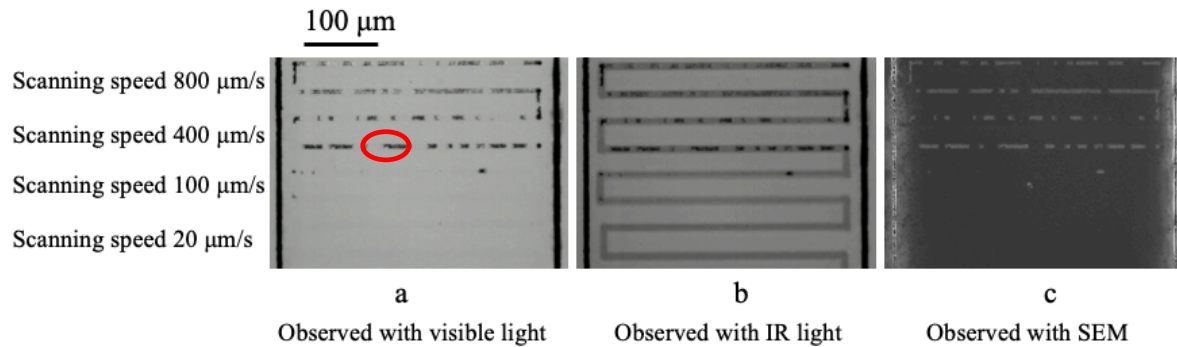 100 μm
Scanning speed 800 μm/s
Scanning speed 400 μm/s
Scanning speed 100 μm/s
Scanning speed 20 μm/s
a
b
c
Observed with visible light
Observed with IR light
Observed with SEM